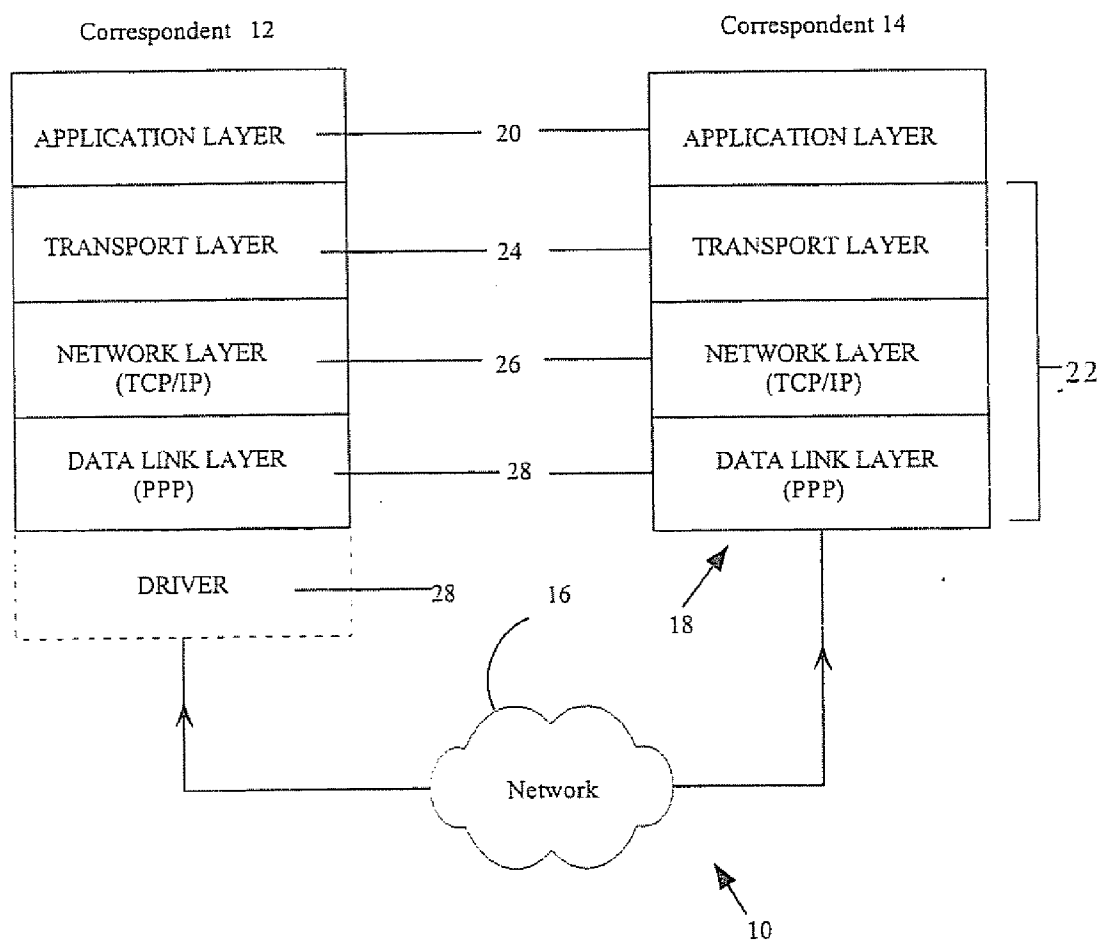 Correspondent 12
Correspondent 14
APPLICATION LAYER
20
APPLICATION LAYER
TRANSPORT LAYER
24
TRANSPORT LAYER
NETWORK LAYER
(TCP/IP)
26
NETWORK LAYER
(TCP/IP)
22
DATA LINK LAYER
(PPP)
28
DATA LINK LAYER
(PPP)
DRIVER
28
16
18
Network
10